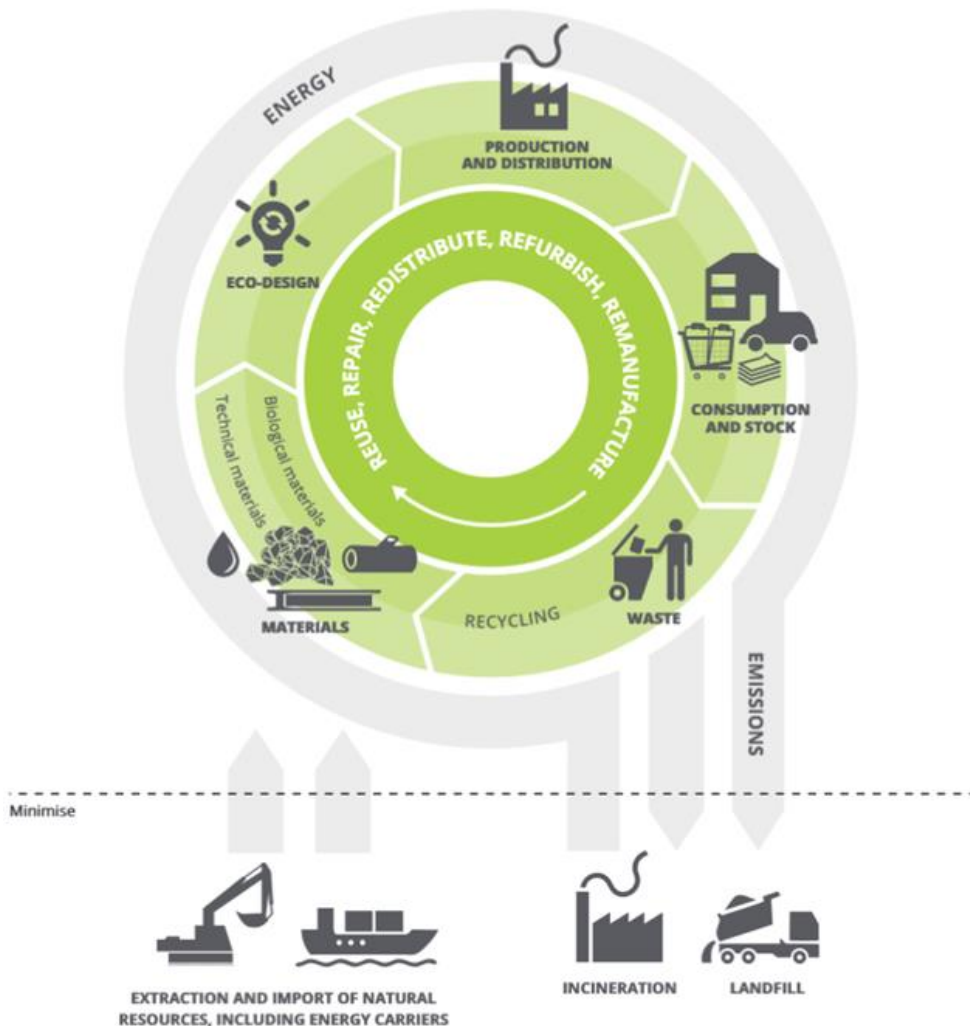 ENERGY
PRODUCTION
AND DISTRIBUTION
ECO-DESIGN
REUSE, REPAIR, REDISTRIBUTE, REFURBISH, REMANUFACTURE
CONSUMPTION
AND STOCK
Technical materials
Biological materials
MATERIALS
RECYCLING
WASTE
EMISSIONS
Minimise
EXTRACTION AND IMPORT OF NATURAL
RESOURCES, INCLUDING ENERGY CARRIERS
INCINERATION
LANDFILL